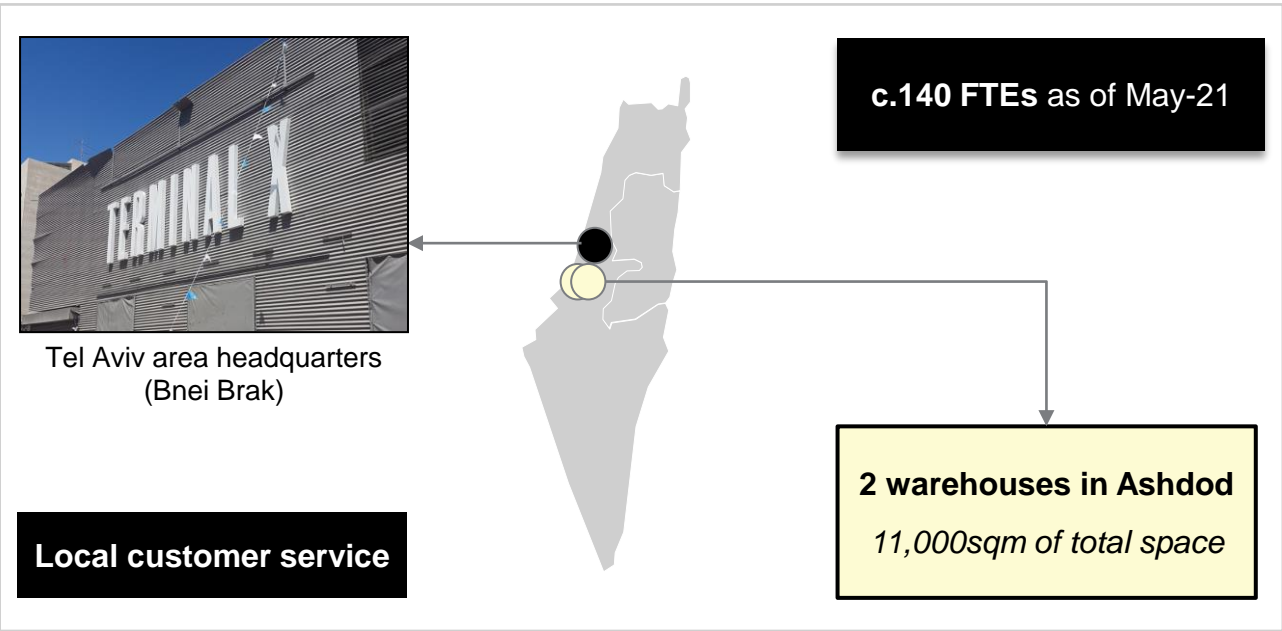 TERMINAL X
Tel Aviv area headquarters
(Bnei Brak)
Local customer service
c.140 FTEs as of May-21
2 warehouses in Ashdod
11,000sqm of total space